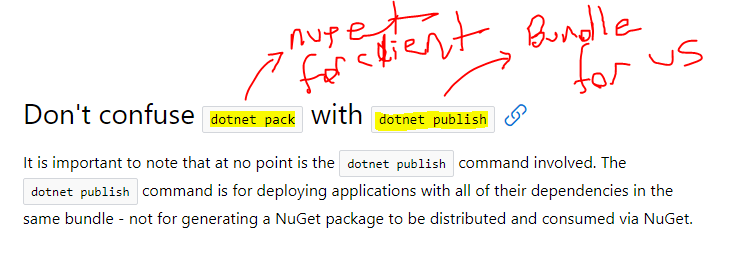 nuget
for client
Bundle
for us
Don't confuse dotnet pack with dotnet publish
It is important to note that at no point is the dotnet publish command involved. The
dotnet publish command is for deploying applications with all of their dependencies in the
same bundle - not for generating a NuGet package to be distributed and consumed via NuGet.